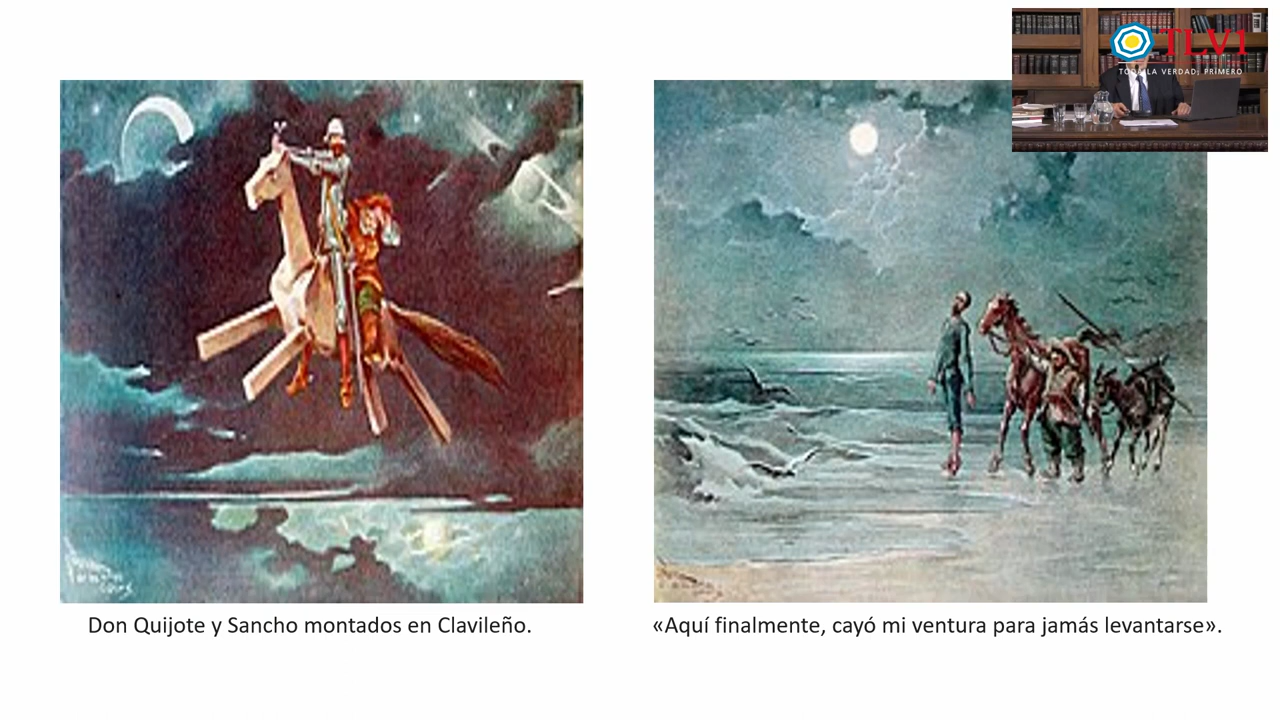 TLV1
TODA LA VERDAD, PRIMERO
Don Quijote y Sancho montados en Clavileño.
«Aquí finalmente, cayó mi ventura para jamás levantarse».